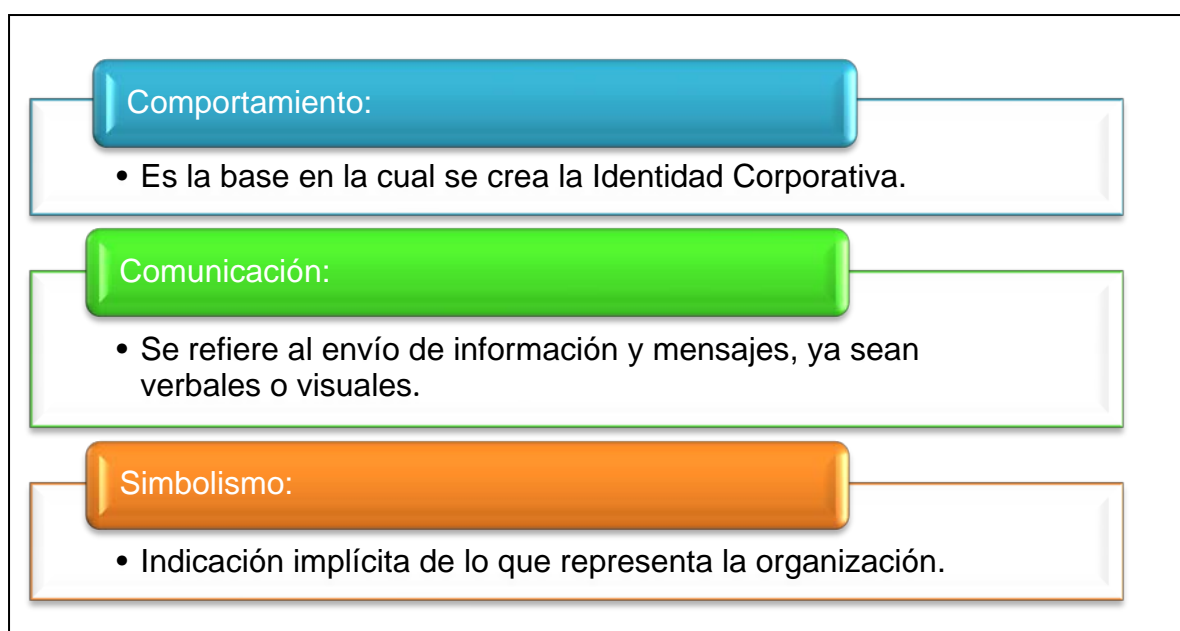 Comportamiento:
• Es la base en la cual se crea la Identidad Corporativa.
Comunicación:
• Se refiere al envío de información y mensajes, ya sean
verbales o visuales.
Simbolismo:
• Indicación implícita de lo que representa la organización.